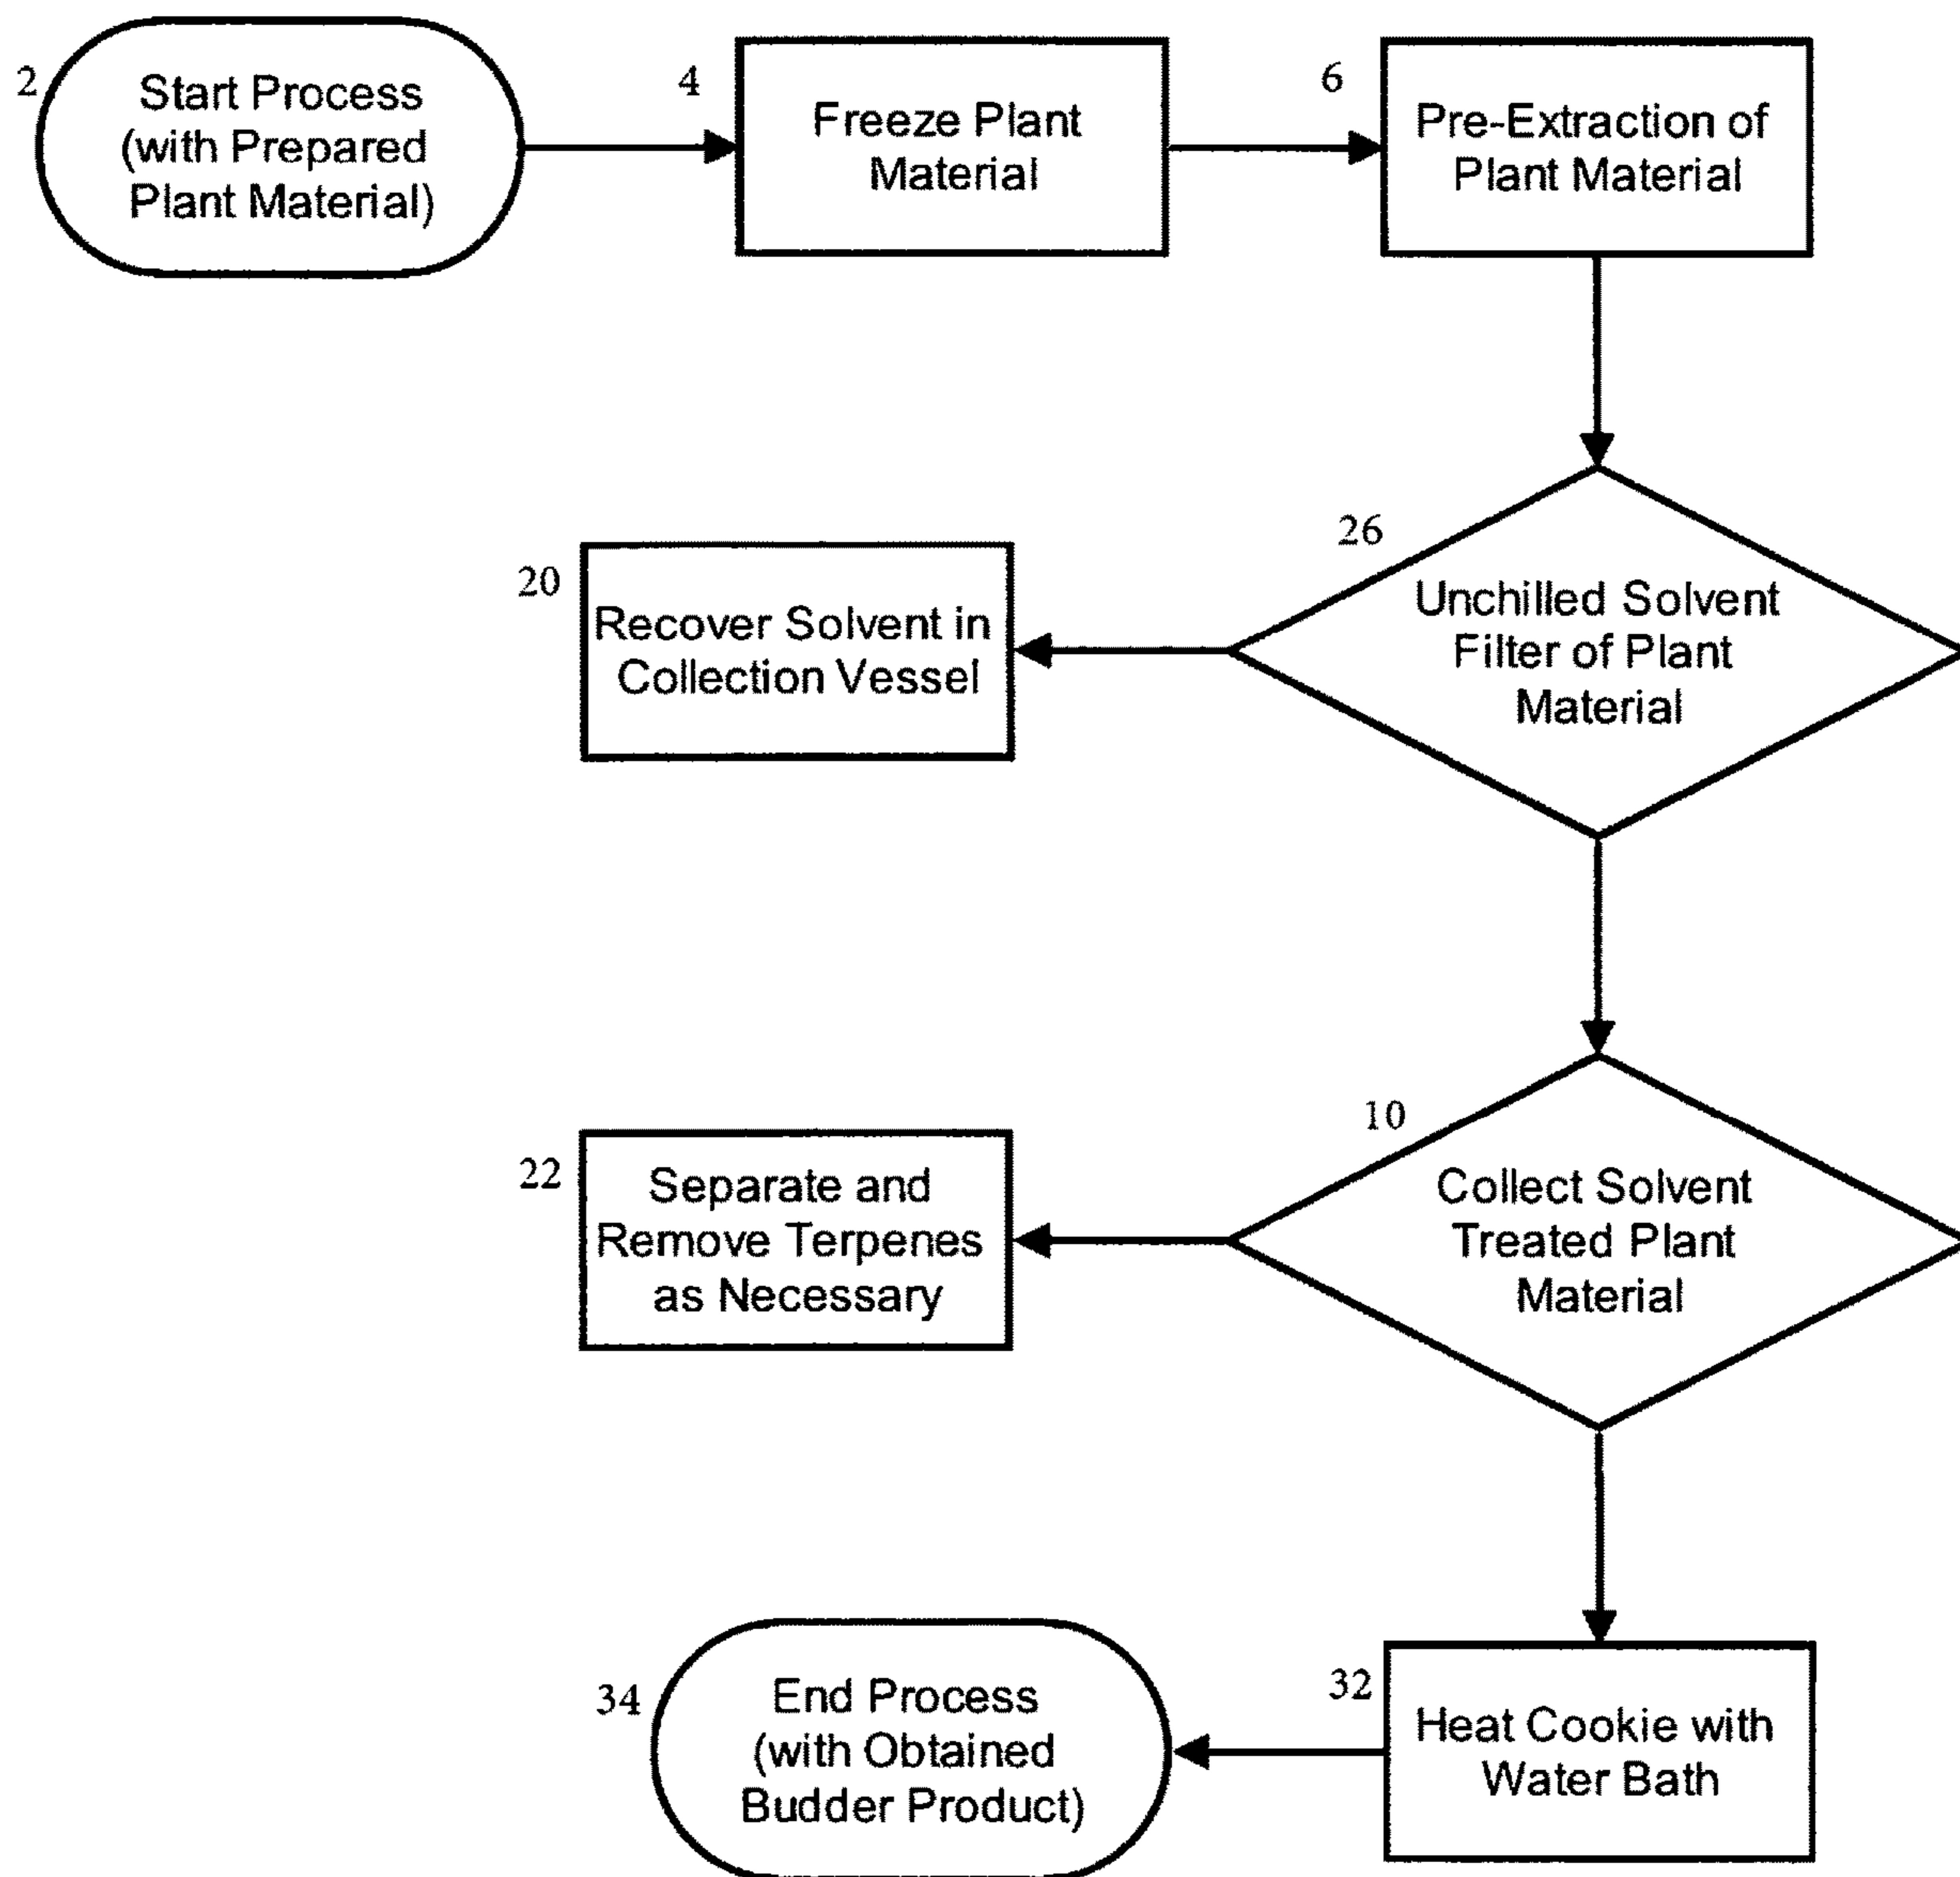 2
Start Process
(with Prepared
Plant Material)
4
Freeze Plant
Material
6
Pre-Extraction of
Plant Material
26
Unchilled Solvent
Filter of Plant
Material
20
Recover Solvent in
Collection Vessel
10
Collect Solvent
Treated Plant
Material
22
Separate and
Remove Terpenes
as Necessary
32
Heat Cookie with
Water Bath
34
End Process
(with Obtained
Budder Product)